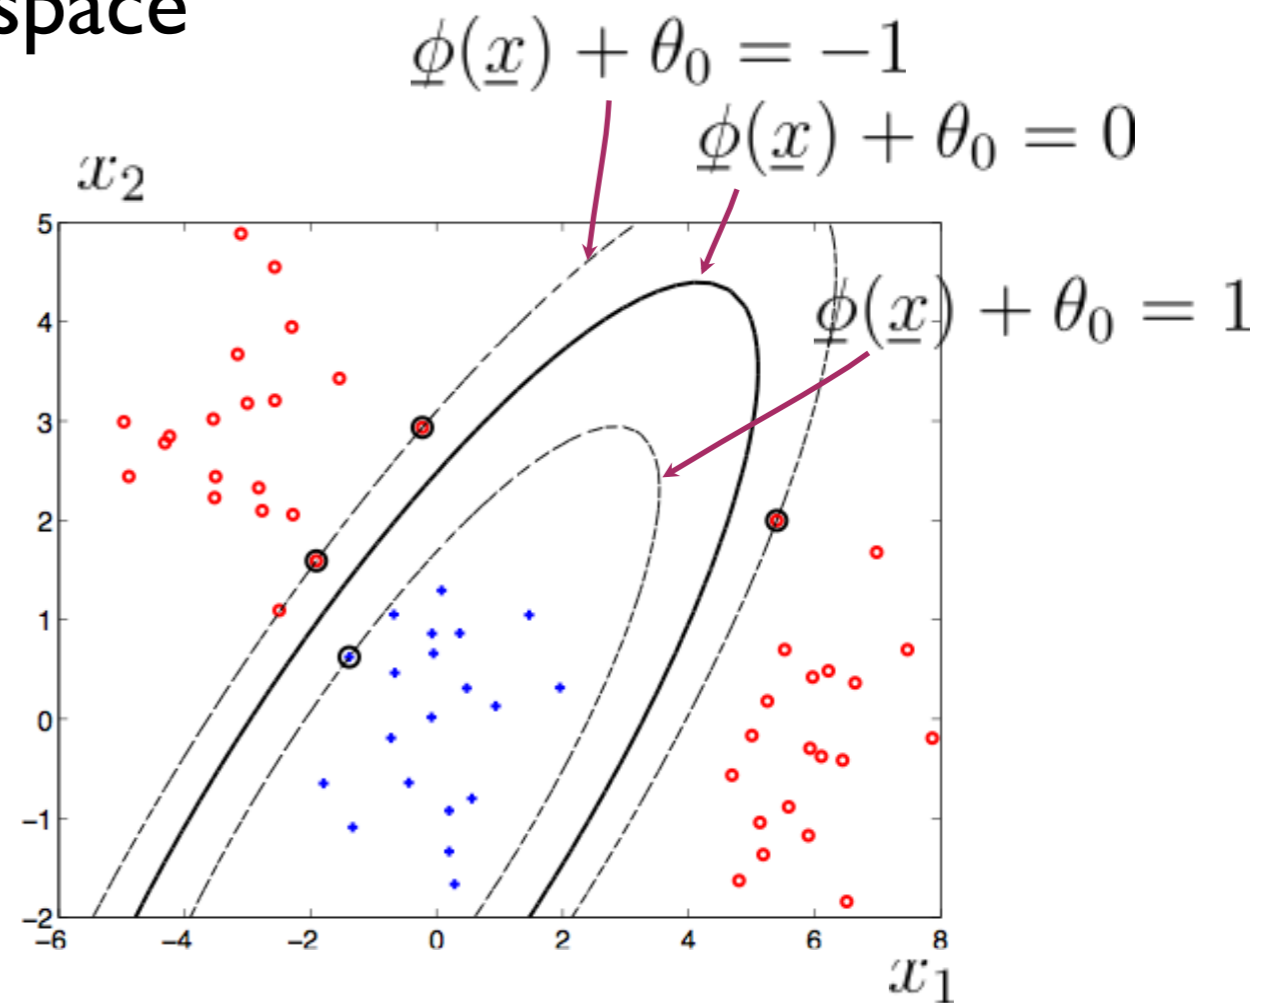 space
ϕ(x) + θ₀ = −1
ϕ(x) + θ₀ = 0
x₂
ϕ(x) + θ₀ = 1
5
4
3
2
1
0
−1
−2
−6 −4 −2 0 2 4 6 8
x₁